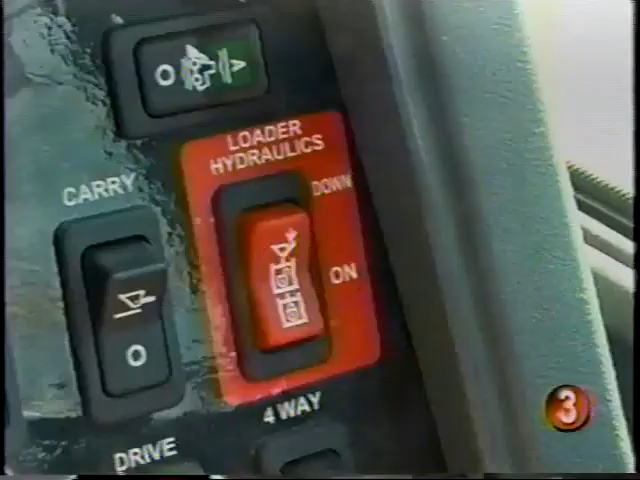 O
LOADER
HYDRAULICS
CARRY
DOWN
ON
O
3
4 WAY
DRIVE